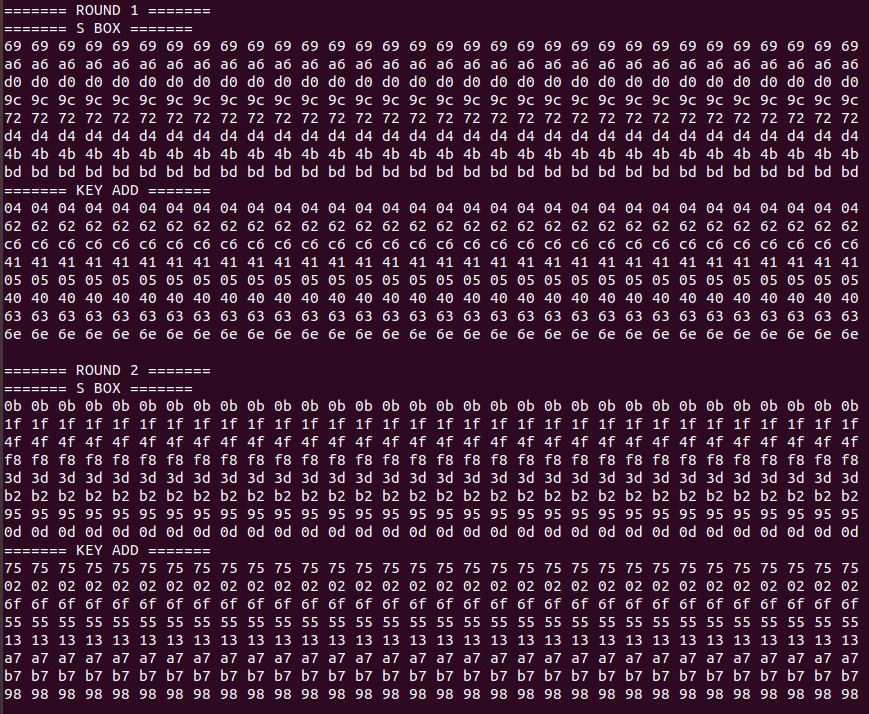 ======= ROUND 1 =======
======= S BOX =======
69 69 69 69 69 69 69 69 69 69 69 69 69 69 69 69 69 69 69 69 69 69 69 69 69 69 69 69 69 69 69 69
a6 a6 a6 a6 a6 a6 a6 a6 a6 a6 a6 a6 a6 a6 a6 a6 a6 a6 a6 a6 a6 a6 a6 a6 a6 a6 a6 a6 a6 a6 a6 a6
d0 d0 d0 d0 d0 d0 d0 d0 d0 d0 d0 d0 d0 d0 d0 d0 d0 d0 d0 d0 d0 d0 d0 d0 d0 d0 d0 d0 d0 d0 d0 d0
9c 9c 9c 9c 9c 9c 9c 9c 9c 9c 9c 9c 9c 9c 9c 9c 9c 9c 9c 9c 9c 9c 9c 9c 9c 9c 9c 9c 9c 9c 9c 9c
72 72 72 72 72 72 72 72 72 72 72 72 72 72 72 72 72 72 72 72 72 72 72 72 72 72 72 72 72 72 72 72
d4 d4 d4 d4 d4 d4 d4 d4 d4 d4 d4 d4 d4 d4 d4 d4 d4 d4 d4 d4 d4 d4 d4 d4 d4 d4 d4 d4 d4 d4 d4 d4
4b 4b 4b 4b 4b 4b 4b 4b 4b 4b 4b 4b 4b 4b 4b 4b 4b 4b 4b 4b 4b 4b 4b 4b 4b 4b 4b 4b 4b 4b 4b 4b
bd bd bd bd bd bd bd bd bd bd bd bd bd bd bd bd bd bd bd bd bd bd bd bd bd bd bd bd bd bd bd bd
======= KEY ADD =======
04 04 04 04 04 04 04 04 04 04 04 04 04 04 04 04 04 04 04 04 04 04 04 04 04 04 04 04 04 04 04 04
62 62 62 62 62 62 62 62 62 62 62 62 62 62 62 62 62 62 62 62 62 62 62 62 62 62 62 62 62 62 62 62
c6 c6 c6 c6 c6 c6 c6 c6 c6 c6 c6 c6 c6 c6 c6 c6 c6 c6 c6 c6 c6 c6 c6 c6 c6 c6 c6 c6 c6 c6 c6 c6
41 41 41 41 41 41 41 41 41 41 41 41 41 41 41 41 41 41 41 41 41 41 41 41 41 41 41 41 41 41 41 41
05 05 05 05 05 05 05 05 05 05 05 05 05 05 05 05 05 05 05 05 05 05 05 05 05 05 05 05 05 05 05 05
40 40 40 40 40 40 40 40 40 40 40 40 40 40 40 40 40 40 40 40 40 40 40 40 40 40 40 40 40 40 40 40
63 63 63 63 63 63 63 63 63 63 63 63 63 63 63 63 63 63 63 63 63 63 63 63 63 63 63 63 63 63 63 63
6e 6e 6e 6e 6e 6e 6e 6e 6e 6e 6e 6e 6e 6e 6e 6e 6e 6e 6e 6e 6e 6e 6e 6e 6e 6e 6e 6e 6e 6e 6e 6e
======= ROUND 2 =======
======= S BOX =======
0b 0b 0b 0b 0b 0b 0b 0b 0b 0b 0b 0b 0b 0b 0b 0b 0b 0b 0b 0b 0b 0b 0b 0b 0b 0b 0b 0b 0b 0b 0b 0b
1f 1f 1f 1f 1f 1f 1f 1f 1f 1f 1f 1f 1f 1f 1f 1f 1f 1f 1f 1f 1f 1f 1f 1f 1f 1f 1f 1f 1f 1f 1f 1f
4f 4f 4f 4f 4f 4f 4f 4f 4f 4f 4f 4f 4f 4f 4f 4f 4f 4f 4f 4f 4f 4f 4f 4f 4f 4f 4f 4f 4f 4f 4f 4f
f8 f8 f8 f8 f8 f8 f8 f8 f8 f8 f8 f8 f8 f8 f8 f8 f8 f8 f8 f8 f8 f8 f8 f8 f8 f8 f8 f8 f8 f8 f8 f8
3d 3d 3d 3d 3d 3d 3d 3d 3d 3d 3d 3d 3d 3d 3d 3d 3d 3d 3d 3d 3d 3d 3d 3d 3d 3d 3d 3d 3d 3d 3d 3d
b2 b2 b2 b2 b2 b2 b2 b2 b2 b2 b2 b2 b2 b2 b2 b2 b2 b2 b2 b2 b2 b2 b2 b2 b2 b2 b2 b2 b2 b2 b2 b2
95 95 95 95 95 95 95 95 95 95 95 95 95 95 95 95 95 95 95 95 95 95 95 95 95 95 95 95 95 95 95 95
0d 0d 0d 0d 0d 0d 0d 0d 0d 0d 0d 0d 0d 0d 0d 0d 0d 0d 0d 0d 0d 0d 0d 0d 0d 0d 0d 0d 0d 0d 0d 0d
======= KEY ADD =======
75 75 75 75 75 75 75 75 75 75 75 75 75 75 75 75 75 75 75 75 75 75 75 75 75 75 75 75 75 75 75 75
02 02 02 02 02 02 02 02 02 02 02 02 02 02 02 02 02 02 02 02 02 02 02 02 02 02 02 02 02 02 02 02
6f 6f 6f 6f 6f 6f 6f 6f 6f 6f 6f 6f 6f 6f 6f 6f 6f 6f 6f 6f 6f 6f 6f 6f 6f 6f 6f 6f 6f 6f 6f 6f
55 55 55 55 55 55 55 55 55 55 55 55 55 55 55 55 55 55 55 55 55 55 55 55 55 55 55 55 55 55 55 55
13 13 13 13 13 13 13 13 13 13 13 13 13 13 13 13 13 13 13 13 13 13 13 13 13 13 13 13 13 13 13 13
a7 a7 a7 a7 a7 a7 a7 a7 a7 a7 a7 a7 a7 a7 a7 a7 a7 a7 a7 a7 a7 a7 a7 a7 a7 a7 a7 a7 a7 a7 a7 a7
b7 b7 b7 b7 b7 b7 b7 b7 b7 b7 b7 b7 b7 b7 b7 b7 b7 b7 b7 b7 b7 b7 b7 b7 b7 b7 b7 b7 b7 b7 b7 b7
98 98 98 98 98 98 98 98 98 98 98 98 98 98 98 98 98 98 98 98 98 98 98 98 98 98 98 98 98 98 98 98